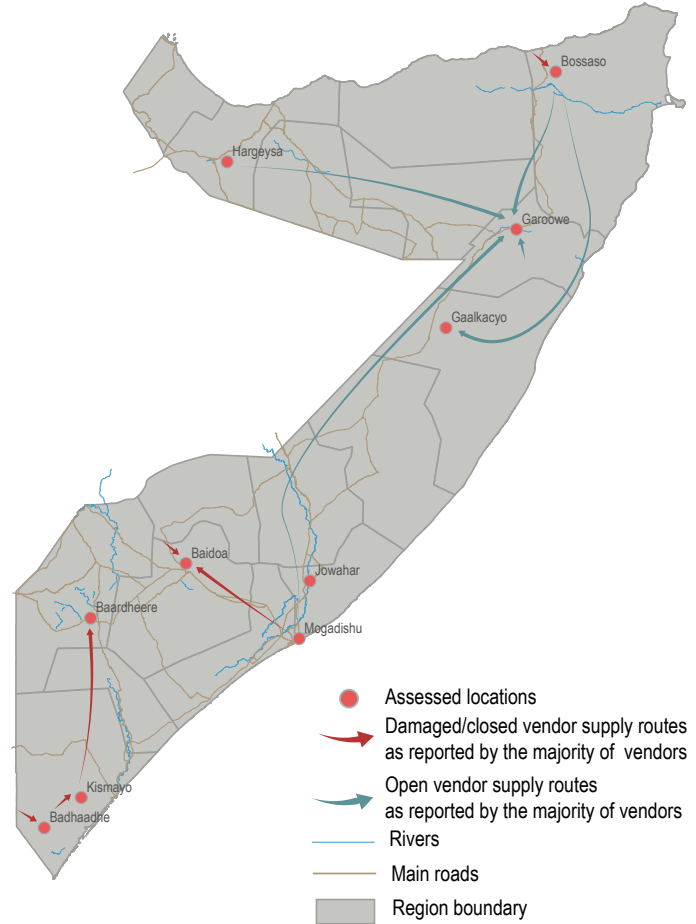 Bossaso
Hargeysa
Garoowe
Gaalkacyo
Baidoa
Jowahar
Baardheere
Mogadishu
Kismayo
Badhaadhe
Assessed locations
Damaged/closed vendor supply routes
as reported by the majority of vendors
Open vendor supply routes
as reported by the majority of vendors
Rivers
Main roads
Region boundary